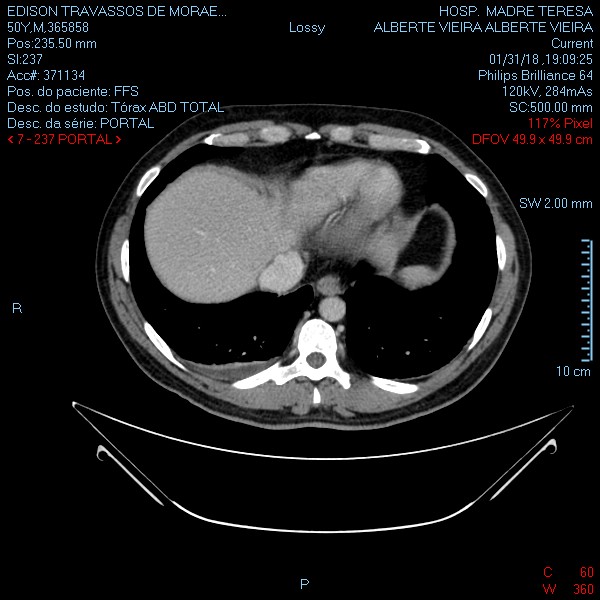 EDISON TRAVASSOS DE MORAE...
50Y,M,365858
Pos:235.50 mm
Sl:237
Acc#: 371134
Pos. do paciente: FFS
Desc. do estudo: Tórax ABD TOTAL
Desc. da série: PORTAL
< 7 - 237 PORTAL >
Lossy
HOSP. MADRE TERESA
ALBERTE VIEIRA ALBERTE VIEIRA
Current
01/31/18 ,19:09:25
Philips Brilliance 64
120kV, 284mAs
SC:500.00 mm
117% Pixel
DFOV 49.9 x 49.9 cm
SW 2.00 mm
R
10 cm
P
C 60
W 360